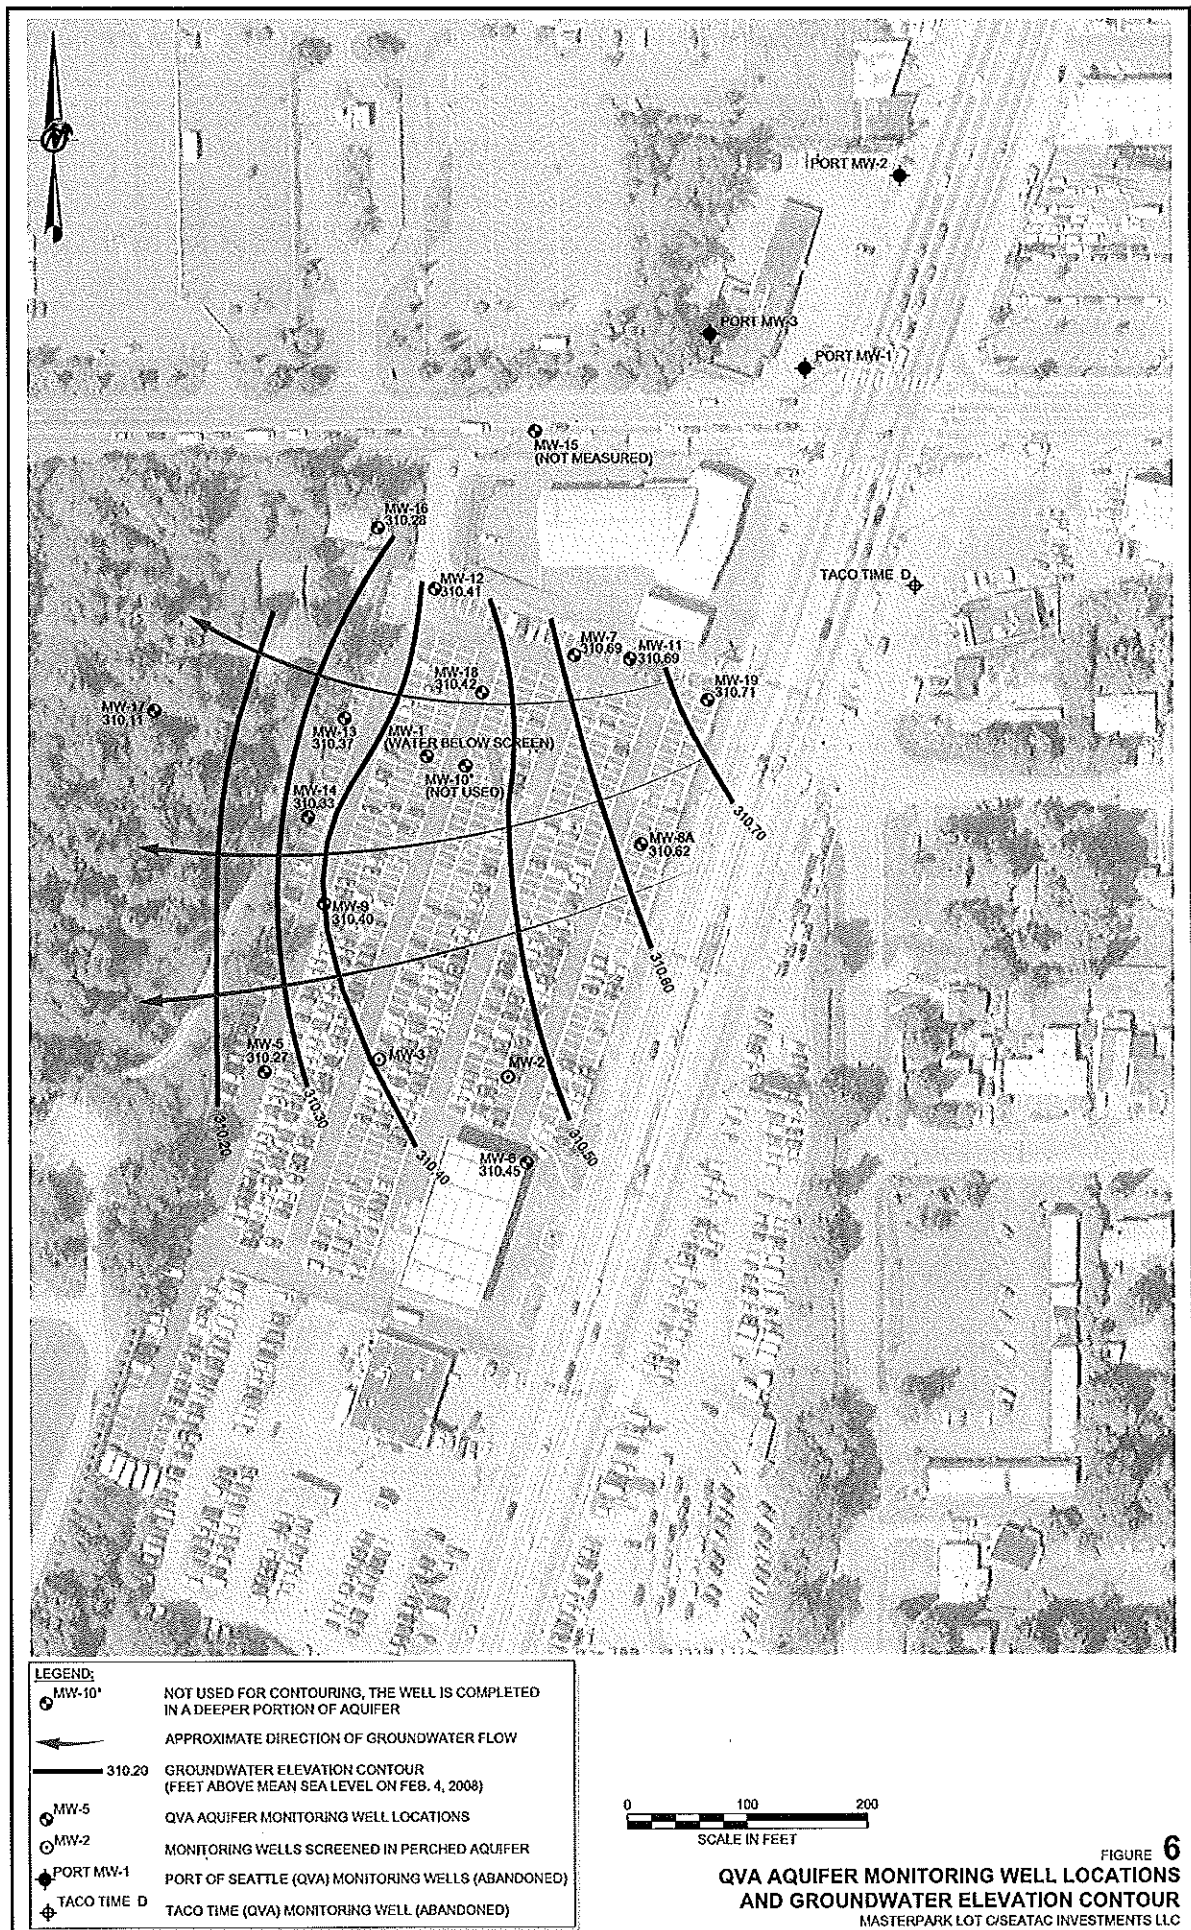 N
PORT MW-2
PORT MW-3
PORT MW-1
MW-15
(NOT MEASURED)
MW-16
310.28
MW-12
310.41
TACO TIME D
MW-7
310.69
MW-11
310.69
MW-18
310.42
MW-19
310.71
MW-17
310.11
MW-13
310.37
MW-1
(WATER BELOW SCREEN)
MW-10*
(NOT USED)
MW-14
310.33
310.70
MW-8A
310.62
MW-9
310.40
310.60
MW-5
310.27
MW-3
MW-2
310.20
310.30
310.40
310.50
MW-6
310.45
LEGEND:
MW-10* NOT USED FOR CONTOURING, THE WELL IS COMPLETED
IN A DEEPER PORTION OF AQUIFER
APPROXIMATE DIRECTION OF GROUNDWATER FLOW
310.20 GROUNDWATER ELEVATION CONTOUR
(FEET ABOVE MEAN SEA LEVEL ON FEB. 4, 2008)
MW-5 QVA AQUIFER MONITORING WELL LOCATIONS
MW-2 MONITORING WELLS SCREENED IN PERCHED AQUIFER
PORT MW-1 PORT OF SEATTLE (QVA) MONITORING WELLS (ABANDONED)
TACO TIME D TACO TIME (QVA) MONITORING WELL (ABANDONED)
0 100 200
SCALE IN FEET
FIGURE 6
QVA AQUIFER MONITORING WELL LOCATIONS
AND GROUNDWATER ELEVATION CONTOUR
MASTERPARK LOT C/SEATAC INVESTMENTS LLC